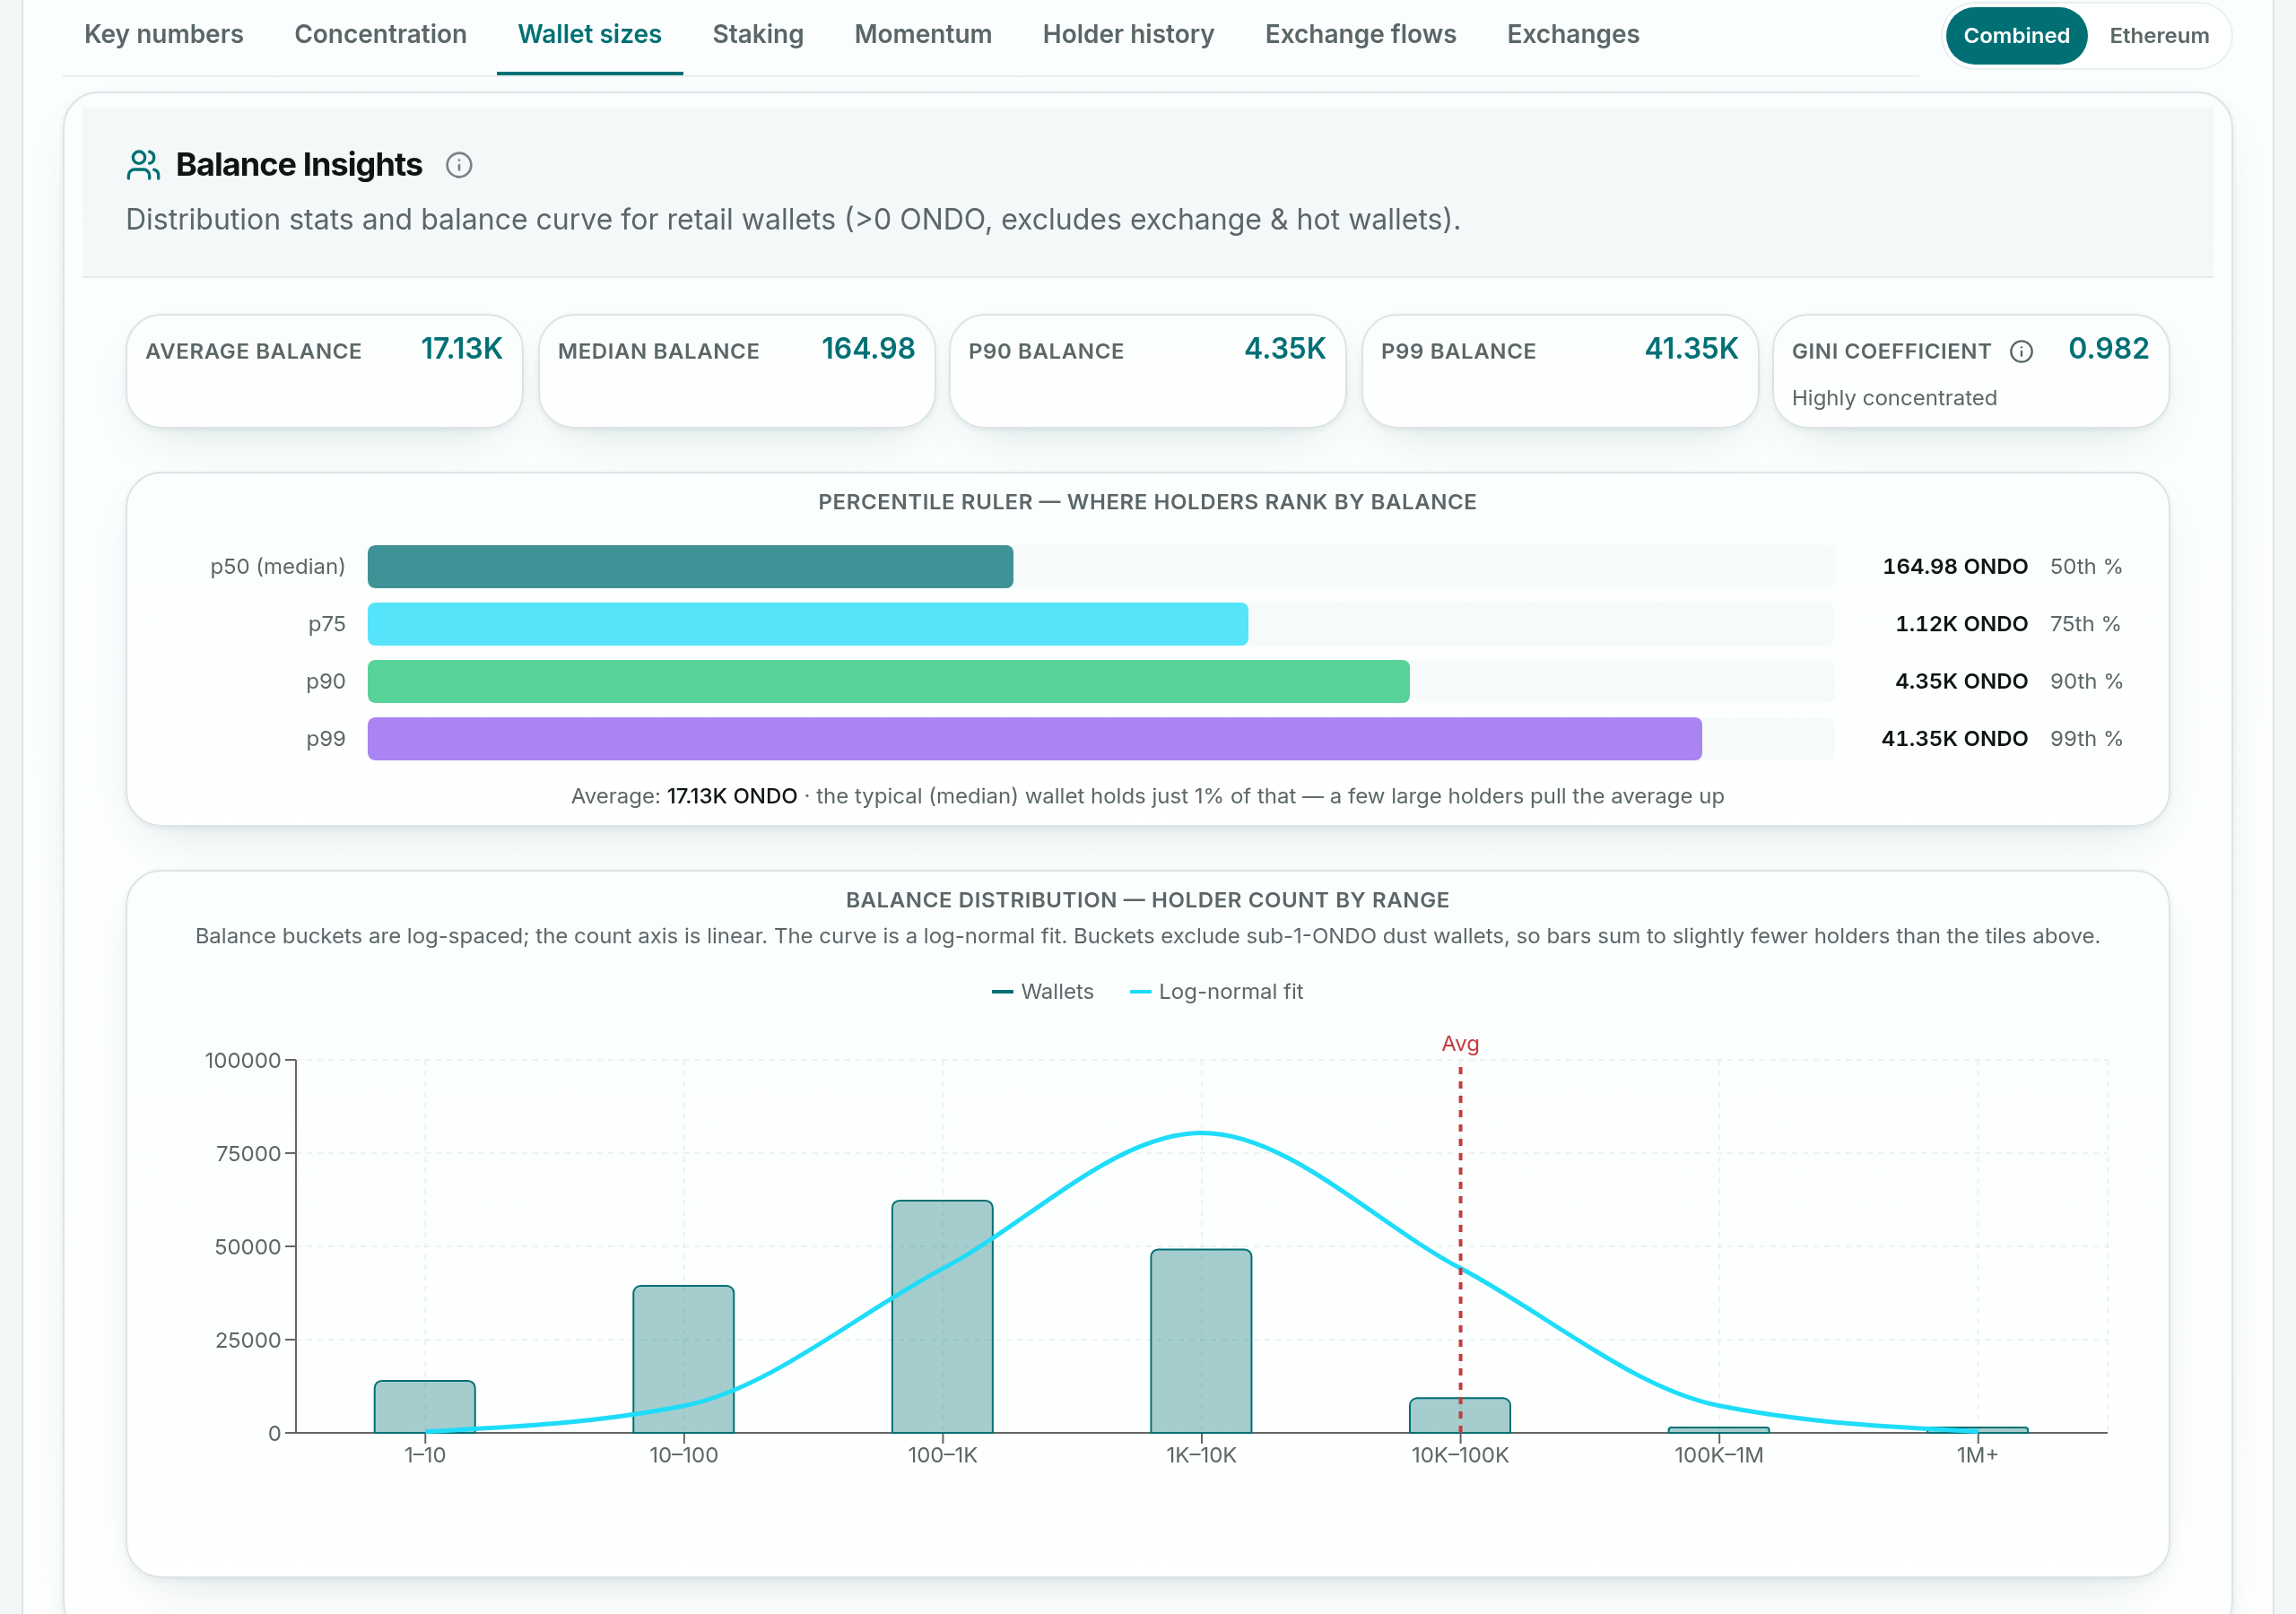 Key numbers Concentration Wallet sizes Staking Momentum Holder history Exchange flows Exchanges Combined Ethereum
Balance Insights
Distribution stats and balance curve for retail wallets (>0 ONDO, excludes exchange & hot wallets).
AVERAGE BALANCE 17.13K MEDIAN BALANCE 164.98 P90 BALANCE 4.35K P99 BALANCE 41.35K GINI COEFFICIENT 0.982
Highly concentrated
PERCENTILE RULER — WHERE HOLDERS RANK BY BALANCE
p50 (median) 164.98 ONDO 50th %
p75 1.12K ONDO 75th %
p90 4.35K ONDO 90th %
p99 41.35K ONDO 99th %
Average: 17.13K ONDO · the typical (median) wallet holds just 1% of that — a few large holders pull the average up
BALANCE DISTRIBUTION — HOLDER COUNT BY RANGE
Balance buckets are log-spaced; the count axis is linear. The curve is a log-normal fit. Buckets exclude sub-1-ONDO dust wallets, so bars sum to slightly fewer holders than the tiles above.
Wallets Log-normal fit
Avg
100000
75000
50000
25000
0
1–10 10–100 100–1K 1K–10K 10K–100K 100K–1M 1M+